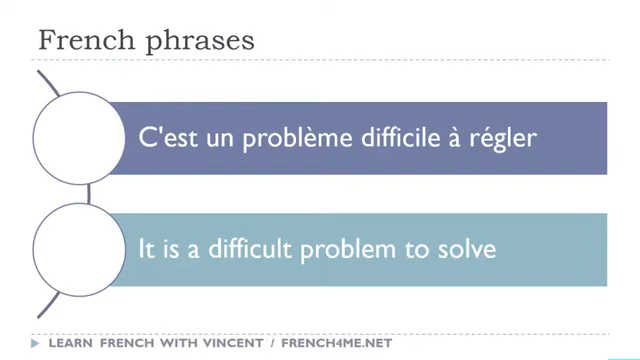 French phrases
C'est un problème difficile à régler
It is a difficult problem to solve
LEARN FRENCH WITH VINCENT / FRENCH4ME.NET